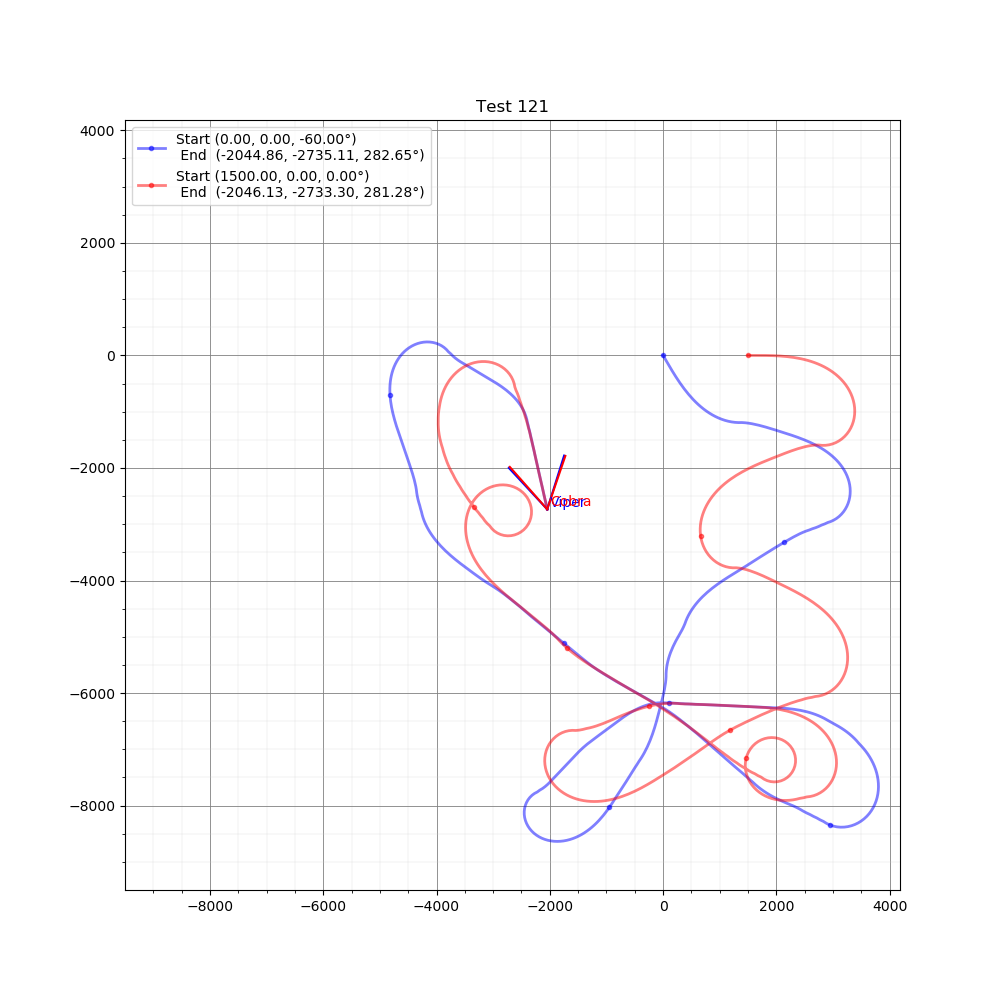 Test 121
4000
2000
0
−2000
−4000
−6000
−8000
Start (0.00, 0.00, -60.00°)
End (-2044.86, -2735.11, 282.65°)
Start (1500.00, 0.00, 0.00°)
End (-2046.13, -2733.30, 281.28°)
Viper
Cobra
−8000 −6000 −4000 −2000 0 2000 4000